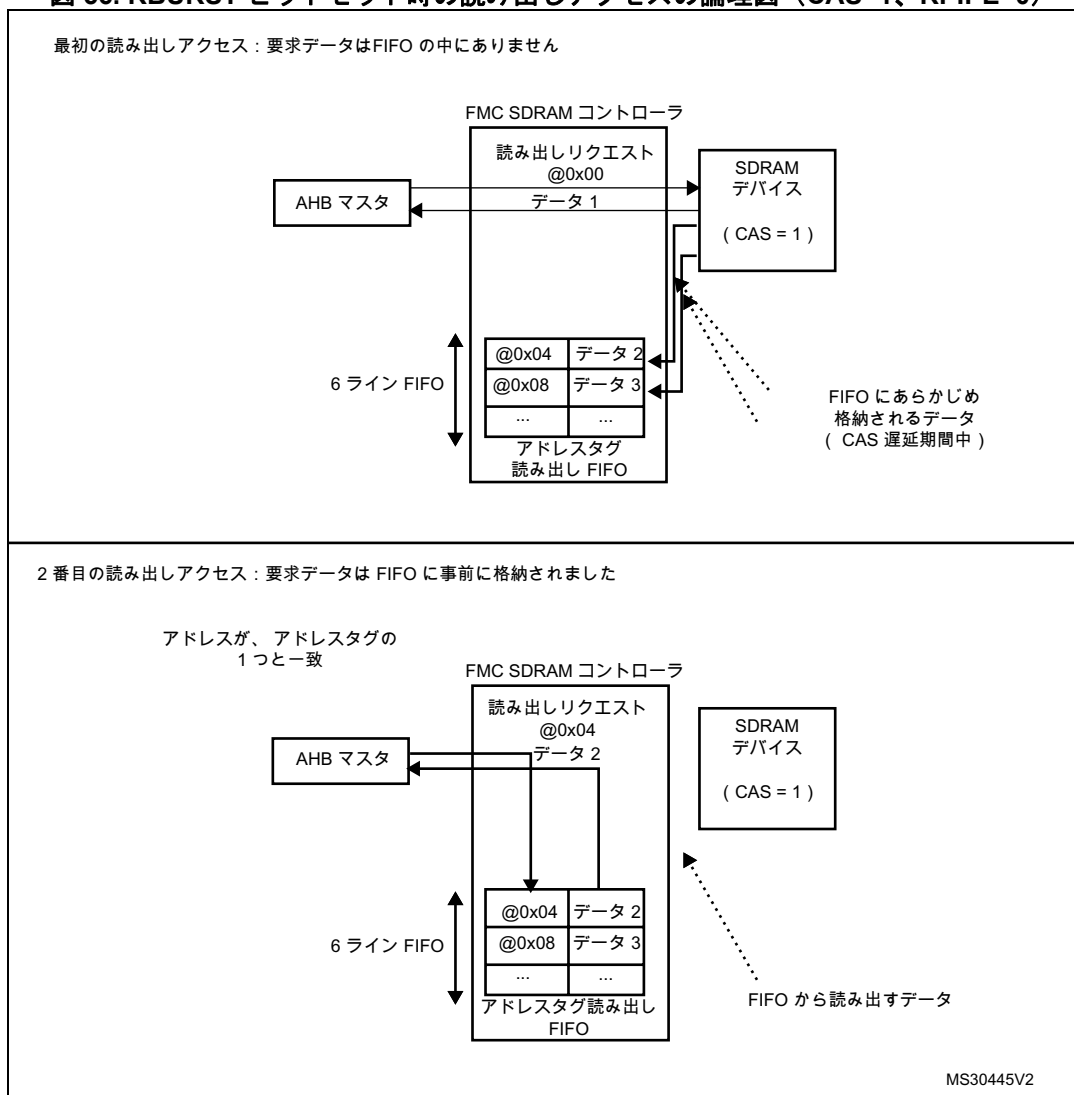 最初の読み出しアクセス：要求データはFIFO の中にありません
FMC SDRAM コントローラ
読み出しリクエスト
@0x00
データ 1
AHB マスタ
SDRAM
デバイス
( CAS = 1 )
6 ライン FIFO
@0x04 データ 2
@0x08 データ 3
... ...
アドレスタグ
読み出し FIFO
FIFO にあらかじめ
格納されるデータ
( CAS 遅延期間中 )
2 番目の読み出しアクセス：要求データは FIFO に事前に格納されました
アドレスが、 アドレスタグの
1 つと一致
FMC SDRAM コントローラ
読み出しリクエスト
@0x04
データ 2
AHB マスタ
SDRAM
デバイス
( CAS = 1 )
6 ライン FIFO
@0x04 データ 2
@0x08 データ 3
... ...
アドレスタグ読み出し
FIFO
FIFO から読み出すデータ
MS30445V2